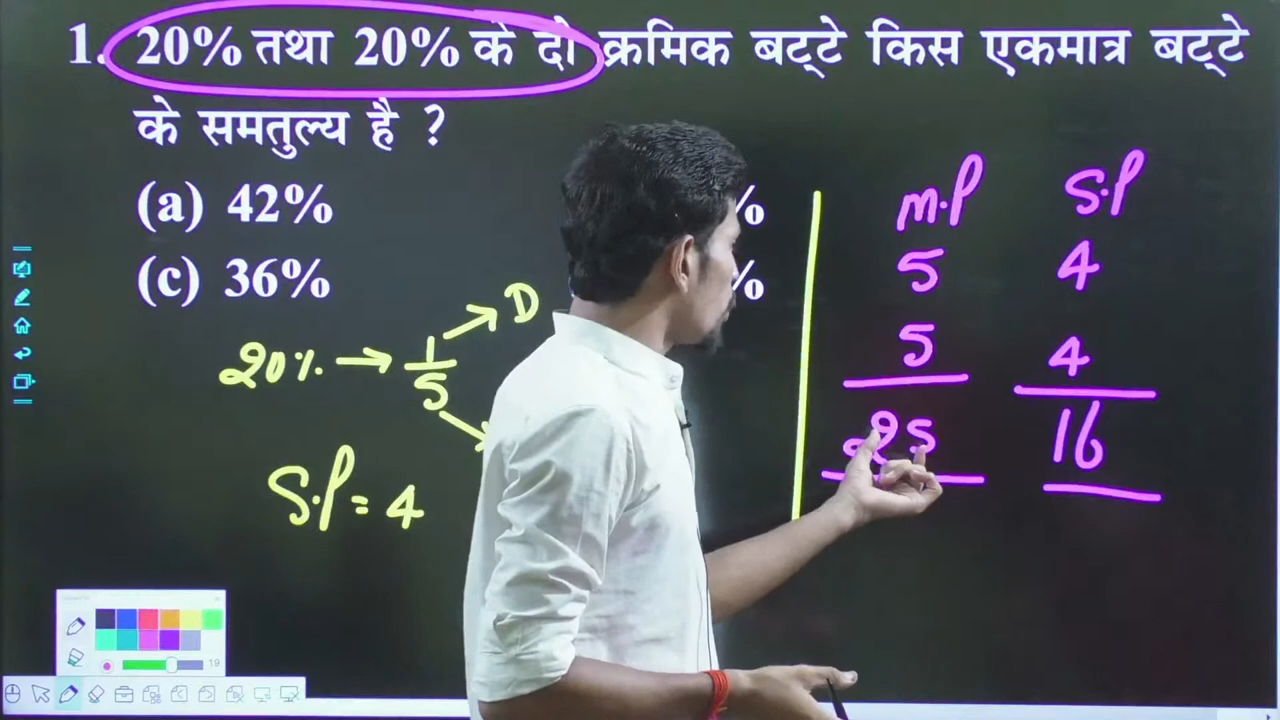 1. 20% तथा 20% के दो क्रमिक बट्टे किस एकमात्र बट्टे
के समतुल्य है ?
(a) 42% %
(c) 36% %
20% → 1/5 → D
S.P = 4
M.P S.P
5 4
5 4
25 16
19